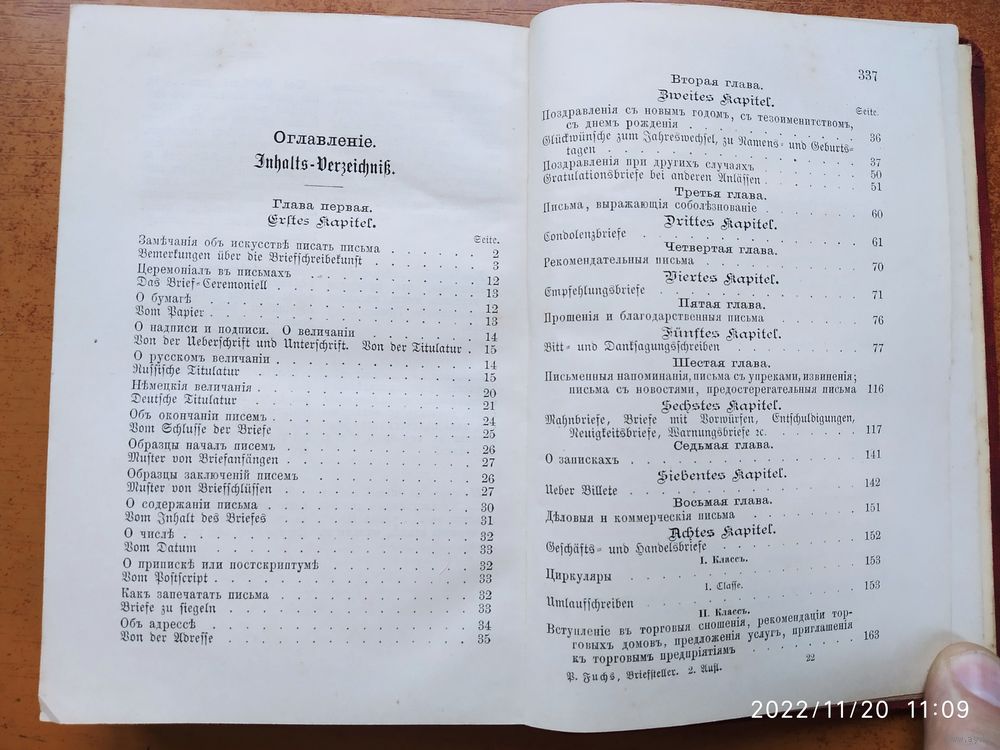 Оглавленіе.
Inhalts-Verzeichniß.
Глава первая.
Erstes Kapitel.
Seite.
Замѣчанія объ искусствѣ писать письма . . . . . . . 2
Bemerkungen über die Briefschreibekunst . . . . . . . 3
Церемоніалъ въ письмахъ . . . . . . . 12
Das Brief-Ceremoniell . . . . . . . 13
О бумагѣ . . . . . . . 12
Vom Papier . . . . . . . 13
О надписи и подписи. О величаніи . . . . . . . 14
Von der Ueberschrift und Unterschrift. Von der Titulatur . 15
О русскомъ величаніи . . . . . . . 14
Russische Titulatur . . . . . . . 15
Нѣмецкія величанія . . . . . . . 20
Deutsche Titulatur . . . . . . . 21
Объ окончаніи писемъ . . . . . . . 24
Vom Schlusse der Briefe . . . . . . . 25
Образцы началъ писемъ . . . . . . . 26
Muster von Briefanfängen . . . . . . . 27
Образцы заключеній писемъ . . . . . . . 26
Muster von Briefschlüssen . . . . . . . 27
О содержаніи письма . . . . . . . 30
Vom Inhalt des Briefes . . . . . . . 31
О числѣ . . . . . . . 32
Vom Datum . . . . . . . 33
О припискѣ или постскриптумѣ . . . . . . . 32
Vom Postscript . . . . . . . 33
Какъ запечатать письма . . . . . . . 32
Briefe zu siegeln . . . . . . . 33
Объ адрессѣ . . . . . . . 34
Von der Adresse . . . . . . . 35
337
Вторая глава.
Zweites Kapitel.
Seite.
Поздравленія съ новымъ годомъ, съ тезоименитствомъ,
съ днемъ рожденія . . . . . . . 36
Glückwünsche zum Jahreswechsel, zu Namens- und Geburts-
tagen . . . . . . . 37
Поздравленія при другихъ случаяхъ . . . . . . . 50
Gratulationsbriefe bei anderen Anlässen . . . . . . . 51
Третья глава.
Письма, выражающія соболѣзнованіе . . . . . . . 60
Drittes Kapitel.
Condolenzbriefe . . . . . . . 61
Четвертая глава.
Рекомендательныя письма . . . . . . . 70
Viertes Kapitel.
Empfehlungsbriefe . . . . . . . 71
Пятая глава.
Прошенія и благодарственныя письма . . . . . . . 76
Fünftes Kapitel.
Bitt- und Danksagungsschreiben . . . . . . . 77
Шестая глава.
Письменныя напоминанія, письма съ упреками, извиненія;
письма съ новостями, предостерегательныя письма 116
Sechstes Kapitel.
Mahnbriefe, Briefe mit Vorwürfen, Entschuldigungen,
Neuigkeitsbriefe, Warnungsbriefe ꝛc. . . . . . . 117
Седьмая глава.
О запискахъ . . . . . . . 141
Siebentes Kapitel.
Ueber Billete . . . . . . . 142
Восьмая глава.
Дѣловыя и коммерческія письма . . . . . . . 151
Achtes Kapitel.
Geschäfts- und Handelsbriefe . . . . . . . 152
I. Классъ.
Циркуляры . . . . . . . 153
I. Classe.
Umlaufschreiben . . . . . . . 153
II. Классъ.
Вступленіе въ торговыя сношенія, рекомендаціи тор-
говыхъ домовъ, предложенія услугъ, приглашенія
къ торговымъ предпріятіямъ . . . . . . . 163
P. Fuchs, Briefsteller. 2. Aufl. 22
2022/11/20 11:09